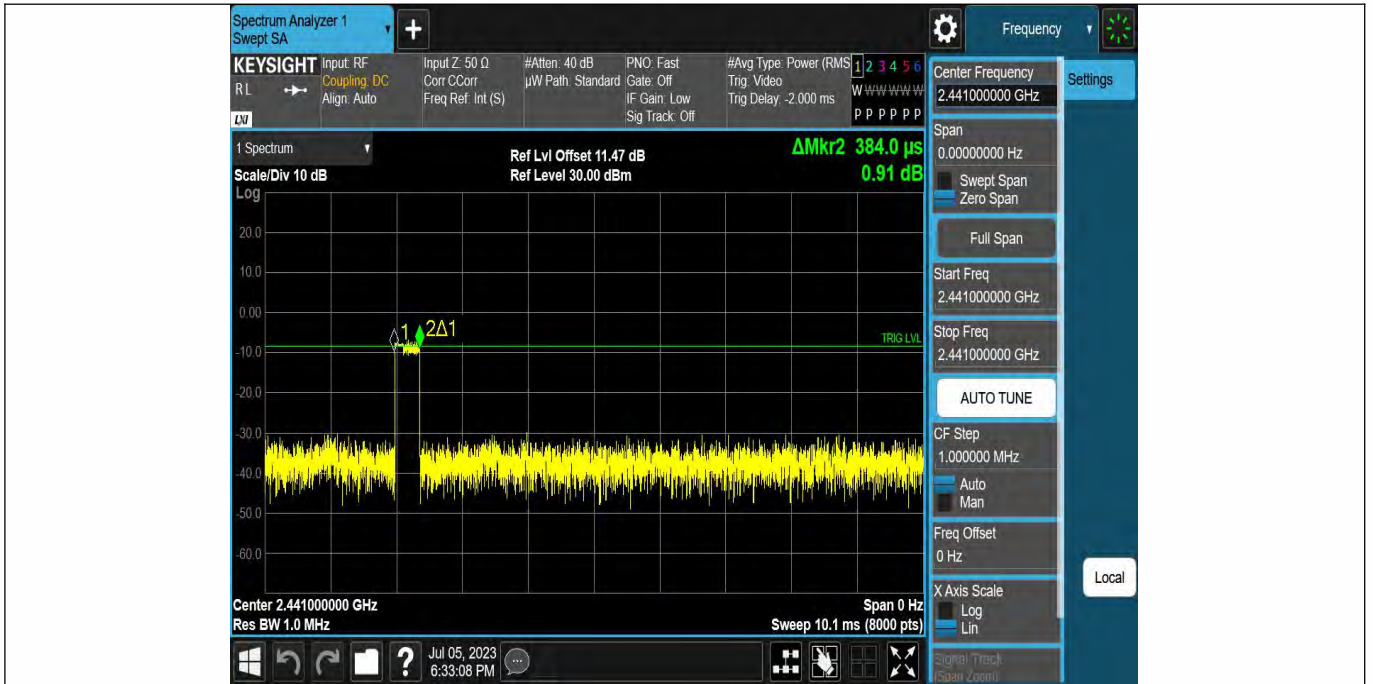 Spectrum Analyzer 1
Swept SA
+
Frequency
KEYSIGHT
RL
LXI
Input: RF
Coupling: DC
Align: Auto
Input Z: 50 Ω
Corr CCorr
Freq Ref: Int (S)
#Atten: 40 dB
µW Path: Standard
PNO: Fast
Gate: Off
IF Gain: Low
Sig Track: Off
#Avg Type: Power (RMS
Trig: Video
Trig Delay: -2.000 ms
1 2 3 4 5 6
W W W W W W
P P P P P P
1 Spectrum
Scale/Div 10 dB
Ref Lvl Offset 11.47 dB
Ref Level 30.00 dBm
ΔMkr2 384.0 µs
0.91 dB
Log
20.0
10.0
0.00
-10.0
-20.0
-30.0
-40.0
-50.0
-60.0
1
2Δ1
TRIG LVL
Center 2.441000000 GHz
Res BW 1.0 MHz
Span 0 Hz
Sweep 10.1 ms (8000 pts)
Center Frequency
2.441000000 GHz
Settings
Span
0.00000000 Hz
Swept Span
Zero Span
Full Span
Start Freq
2.441000000 GHz
Stop Freq
2.441000000 GHz
AUTO TUNE
CF Step
1.000000 MHz
Auto
Man
Freq Offset
0 Hz
X Axis Scale
Log
Lin
Signal Track
(Span Zoom)
Local
?
Jul 05, 2023
6:33:08 PM